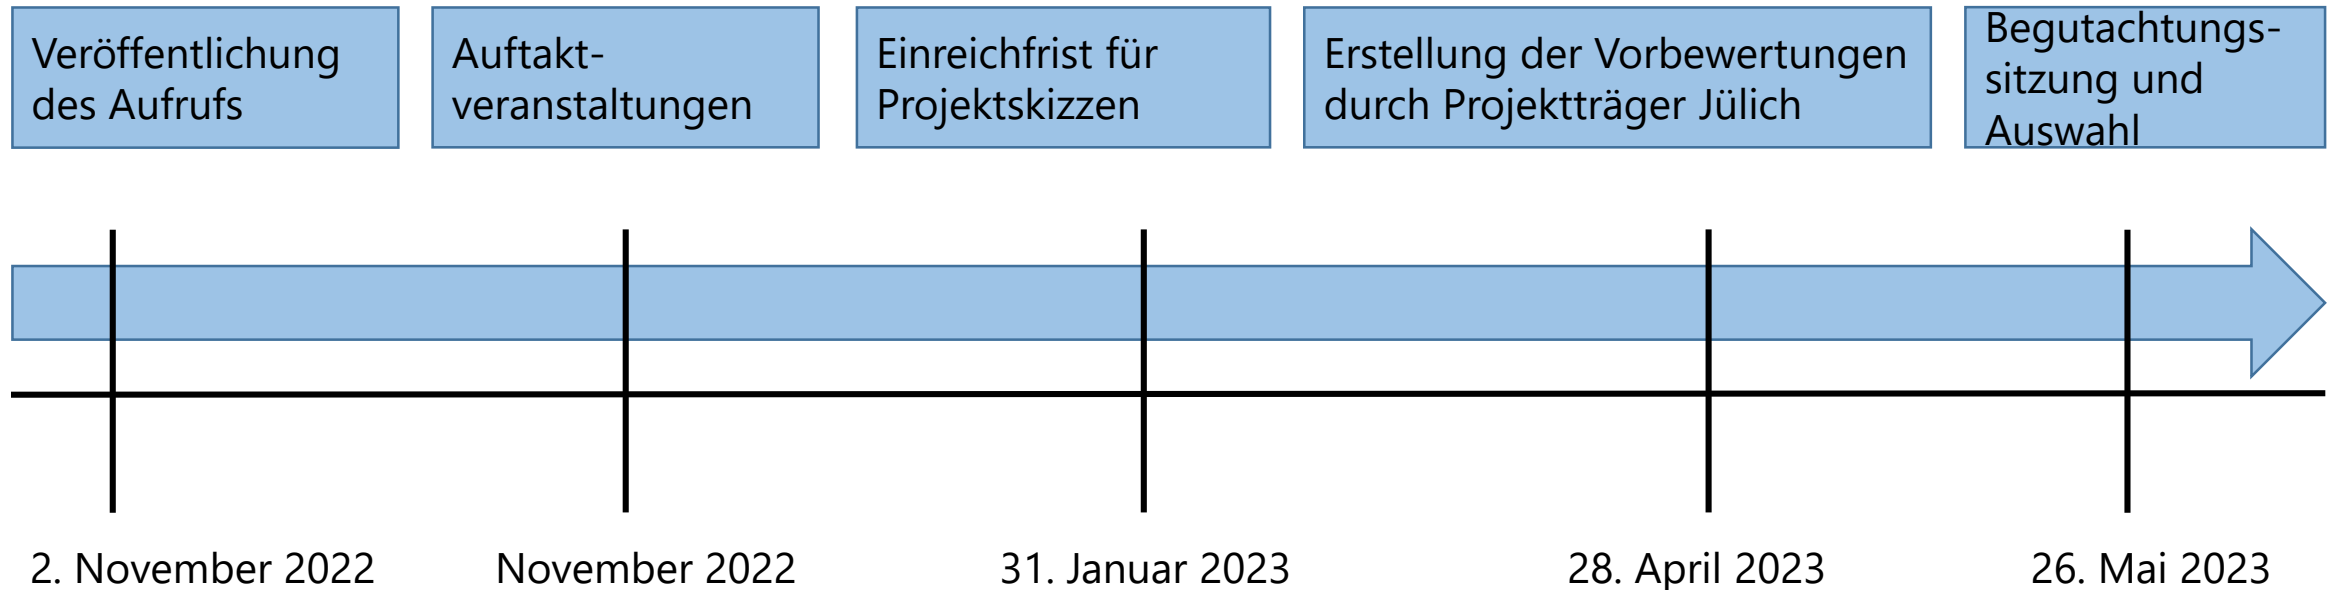 Veröffentlichung
des Aufrufs
Auftakt-
veranstaltungen
Einreichfrist für
Projektskizzen
Erstellung der Vorbewertungen
durch Projektträger Jülich
Begutachtungs-
sitzung und
Auswahl
2. November 2022
November 2022
31. Januar 2023
28. April 2023
26. Mai 2023